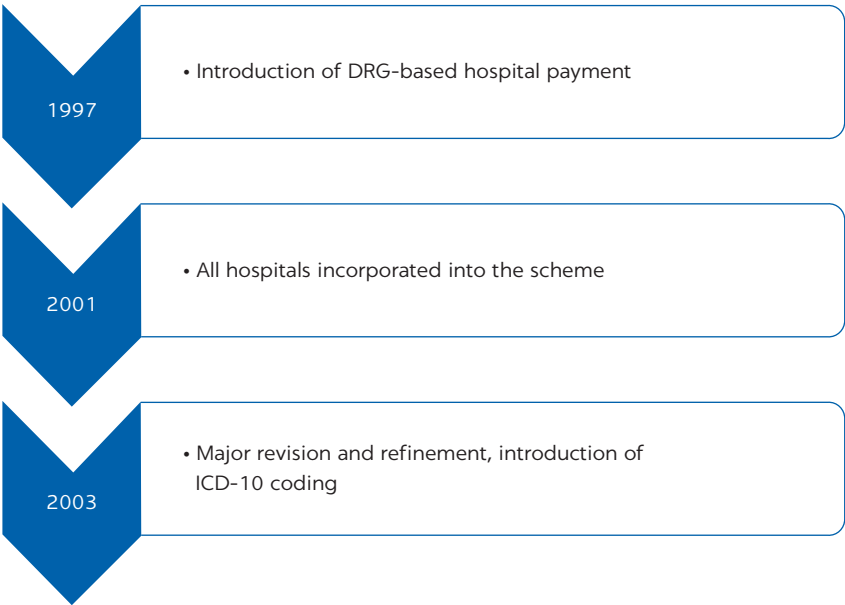 1997
• Introduction of DRG-based hospital payment
2001
• All hospitals incorporated into the scheme
2003
• Major revision and refinement, introduction of
ICD-10 coding